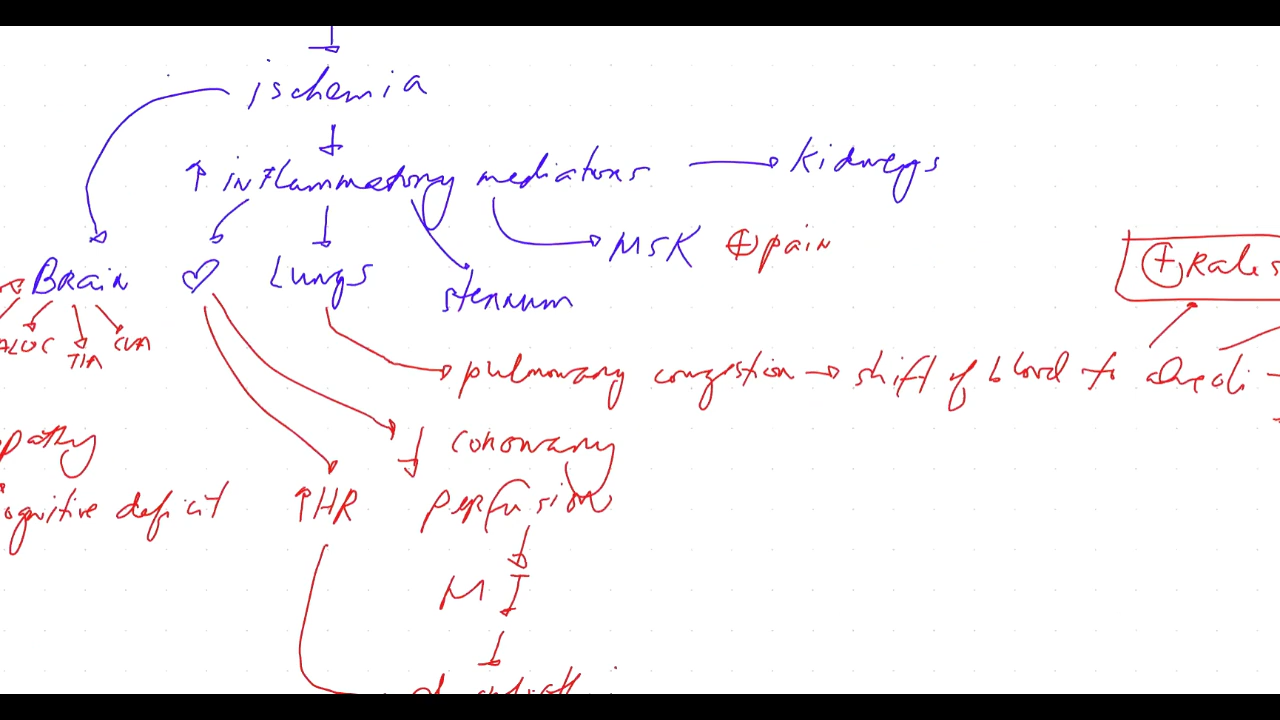 ischemia
↑ inflammatory mediators → Kidneys
MSK ⊕ pain
Brain ♡ Lungs
sternum
⊕ Rales
ALOC TIA CVA
pulmonary congestion → shift of blood to alveoli →
pathy
↓ coronary
cognitive deficit ↑HR perfusion
MI